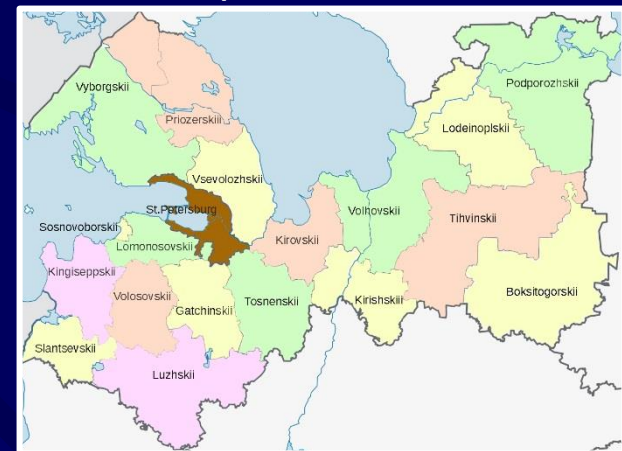 Vyborgskii
Podporozhskii
Priozerskii
Lodeinoplskii
Vsevolozhskii
St.Petersburg
Volhovskii
Tihvinskii
Sosnovoborskii
Lomonosovskii
Kirovskii
Kingiseppskii
Volosovskii
Gatchinskii
Tosnenskii
Kirishskiii
Boksitogorskii
Slantsevskii
Luzhskii